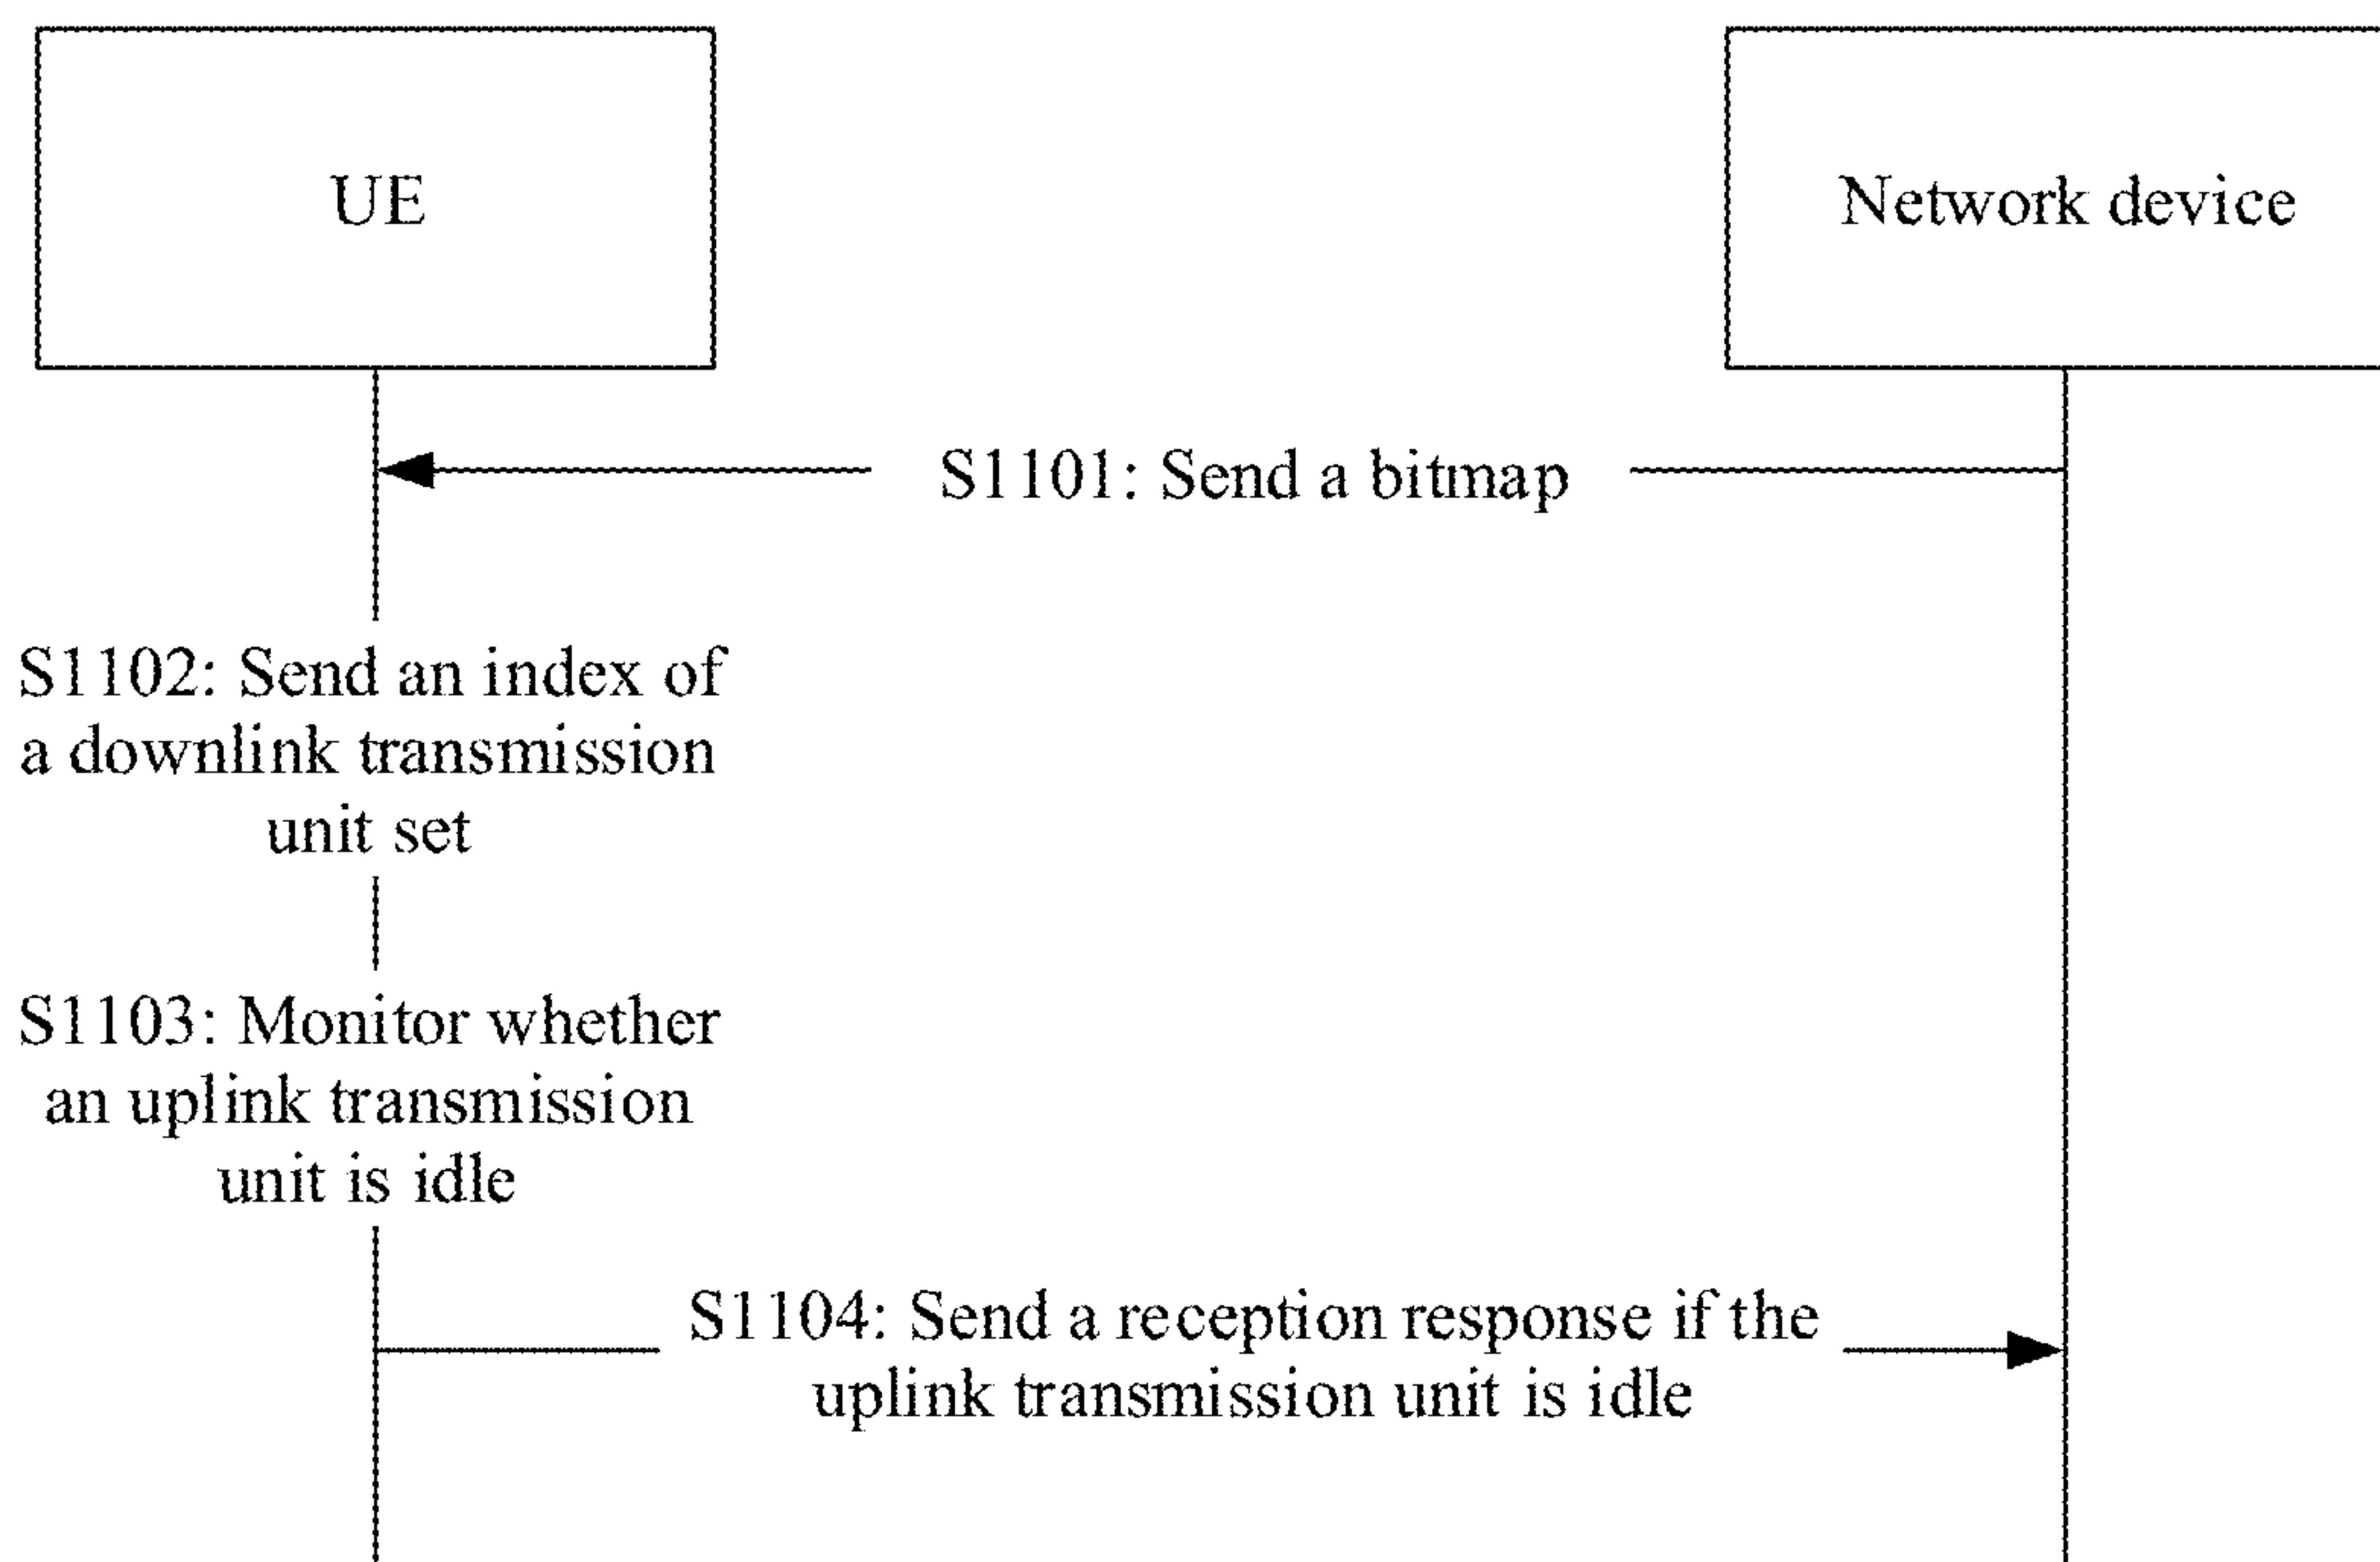 UE
Network device
S1101: Send a bitmap
S1102: Send an index of
a downlink transmission
unit set
S1103: Monitor whether
an uplink transmission
unit is idle
S1104: Send a reception response if the
uplink transmission unit is idle